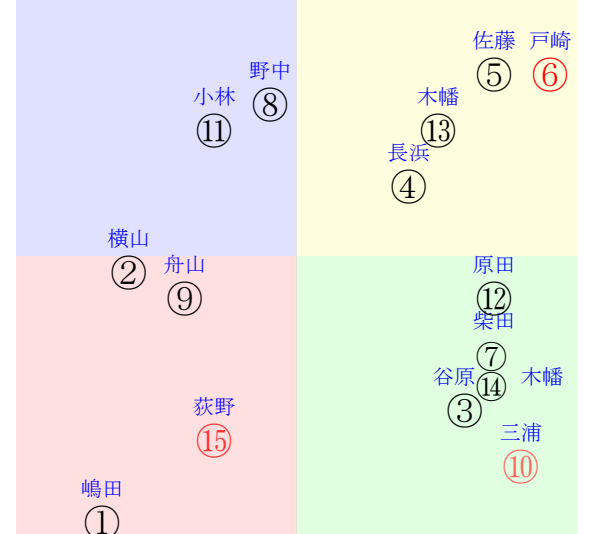 佐藤 戸崎
⑤ ⑥
野中
⑧
小林 木幡
⑪ ⑬
長浜
④
横山
②
舟山 原田
⑨ ⑫
柴田
⑦
谷原 木幡
⑭
③
荻野
⑮
三浦
⑩
嶋田
①